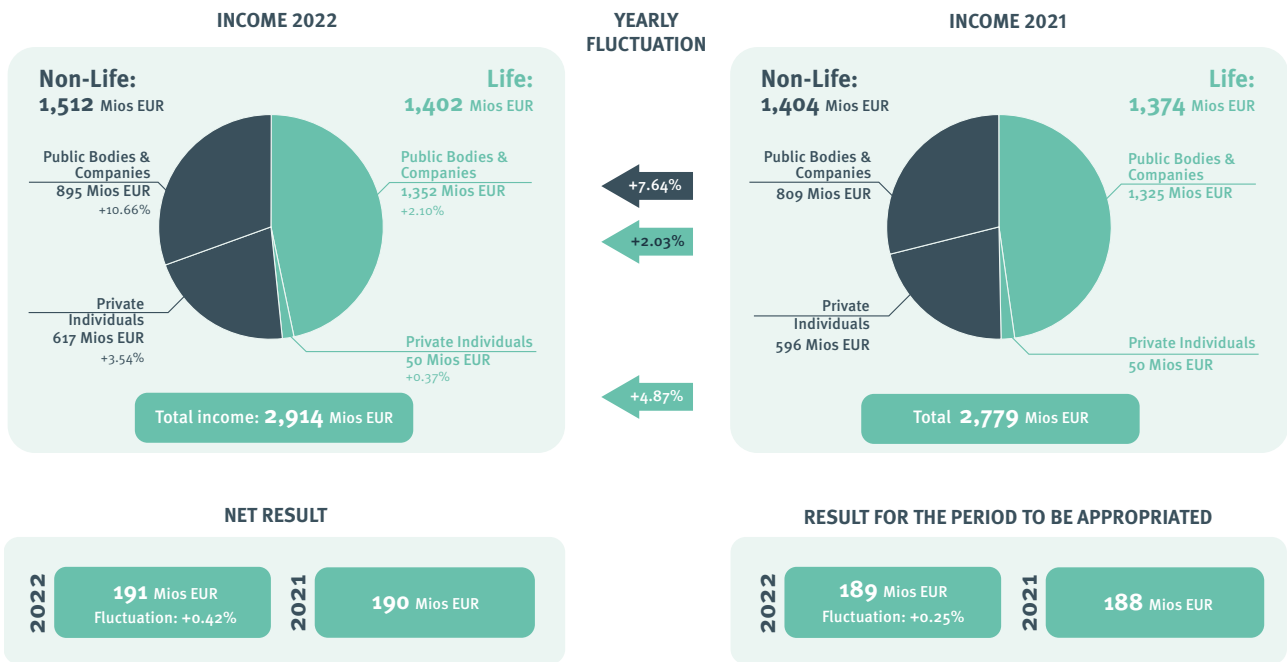 INCOME 2022
Non-Life:
1,512 Mios EUR
Life:
1,402 Mios EUR
Public Bodies &
Companies
895 Mios EUR
+10.66%
Public Bodies &
Companies
1,352 Mios EUR
+2.10%
Private
Individuals
617 Mios EUR
+3.54%
Private Individuals
50 Mios EUR
+0.37%
Total income: 2,914 Mios EUR
YEARLY
FLUCTUATION
+7.64%
+2.03%
+4.87%
INCOME 2021
Non-Life:
1,404 Mios EUR
Life:
1,374 Mios EUR
Public Bodies &
Companies
809 Mios EUR
Public Bodies &
Companies
1,325 Mios EUR
Private
Individuals
596 Mios EUR
Private Individuals
50 Mios EUR
Total 2,779 Mios EUR
NET RESULT
2022
191 Mios EUR
Fluctuation: +0.42%
2021
190 Mios EUR
RESULT FOR THE PERIOD TO BE APPROPRIATED
2022
189 Mios EUR
Fluctuation: +0.25%
2021
188 Mios EUR